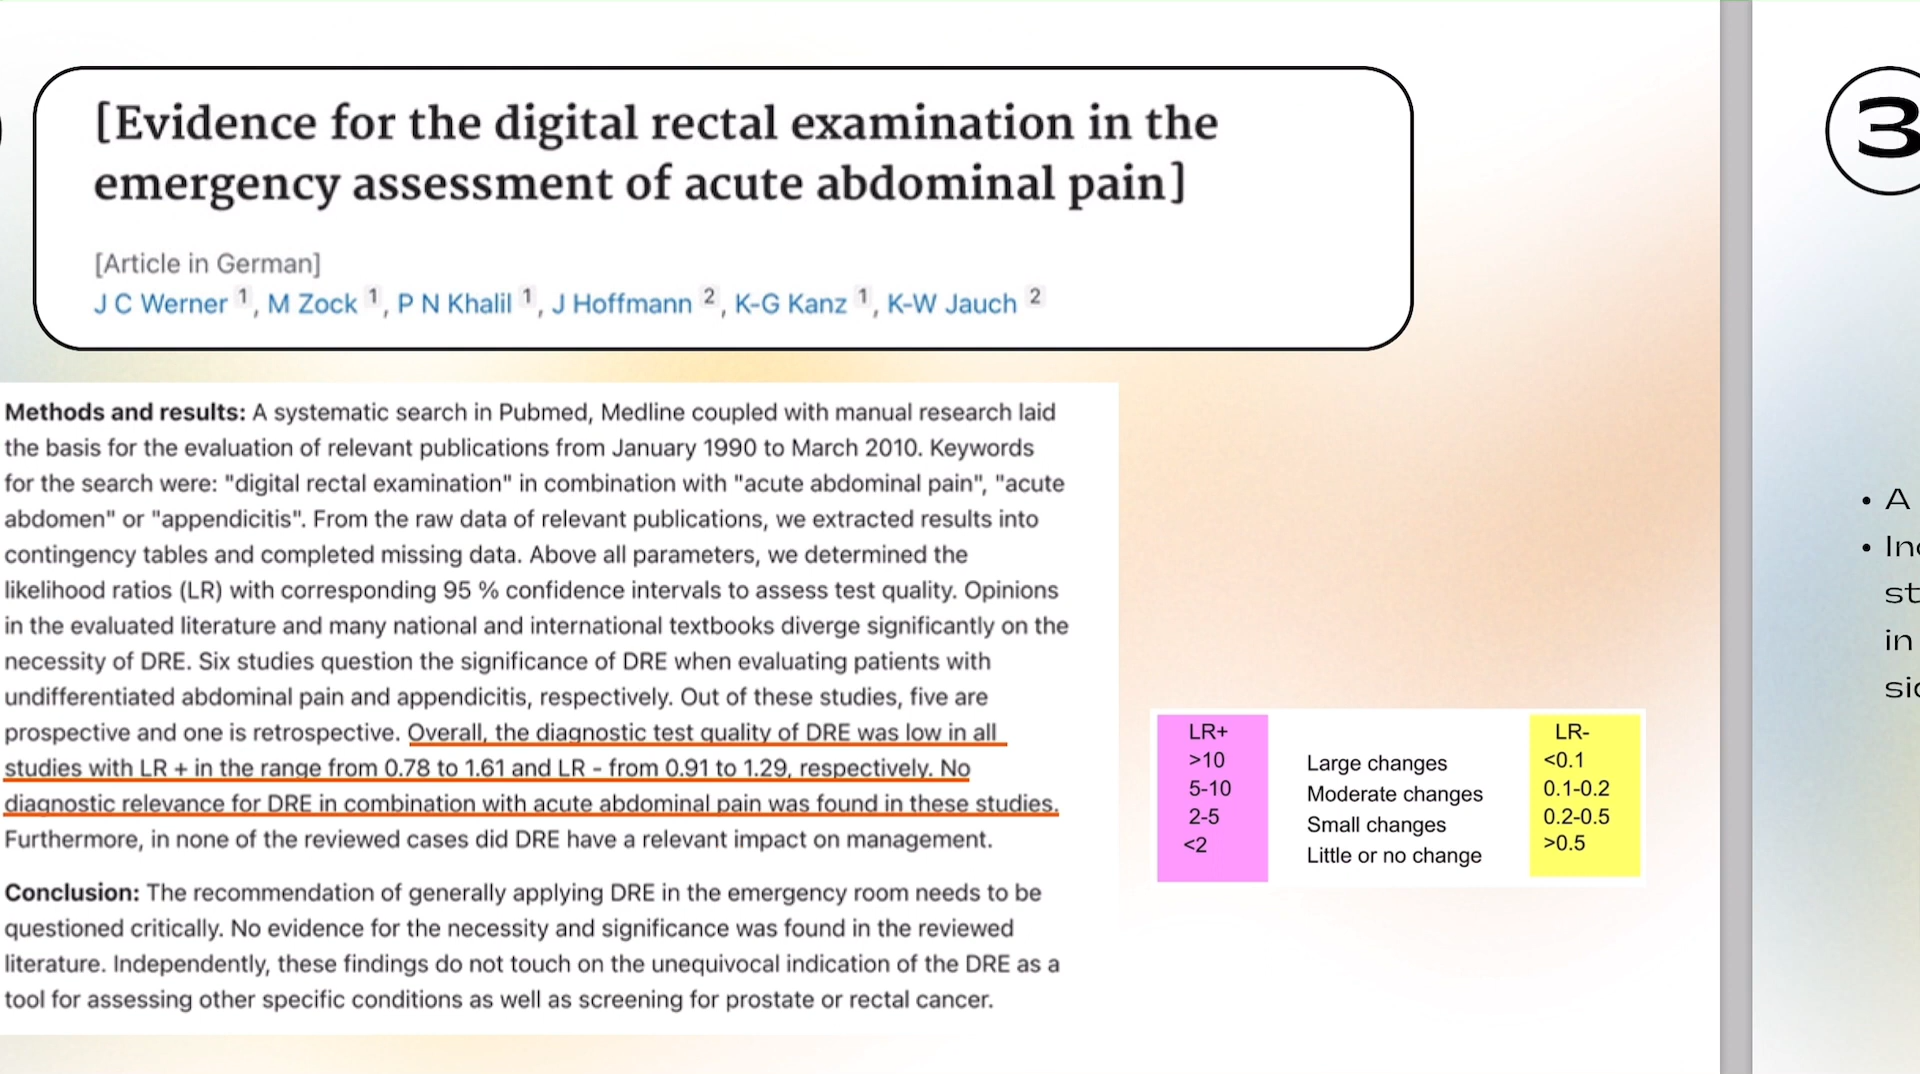 [Evidence for the digital rectal examination in the
emergency assessment of acute abdominal pain]
[Article in German]
J C Werner 1, M Zock 1, P N Khalil 1, J Hoffmann 2, K-G Kanz 1, K-W Jauch 2
Methods and results: A systematic search in Pubmed, Medline coupled with manual research laid
the basis for the evaluation of relevant publications from January 1990 to March 2010. Keywords
for the search were: "digital rectal examination" in combination with "acute abdominal pain", "acute
abdomen" or "appendicitis". From the raw data of relevant publications, we extracted results into
contingency tables and completed missing data. Above all parameters, we determined the
likelihood ratios (LR) with corresponding 95 % confidence intervals to assess test quality. Opinions
in the evaluated literature and many national and international textbooks diverge significantly on the
necessity of DRE. Six studies question the significance of DRE when evaluating patients with
undifferentiated abdominal pain and appendicitis, respectively. Out of these studies, five are
prospective and one is retrospective. Overall, the diagnostic test quality of DRE was low in all
studies with LR + in the range from 0.78 to 1.61 and LR - from 0.91 to 1.29, respectively. No
diagnostic relevance for DRE in combination with acute abdominal pain was found in these studies.
Furthermore, in none of the reviewed cases did DRE have a relevant impact on management.
Conclusion: The recommendation of generally applying DRE in the emergency room needs to be
questioned critically. No evidence for the necessity and significance was found in the reviewed
literature. Independently, these findings do not touch on the unequivocal indication of the DRE as a
tool for assessing other specific conditions as well as screening for prostate or rectal cancer.
LR+ LR-
>10 Large changes <0.1
5-10 Moderate changes 0.1-0.2
2-5 Small changes 0.2-0.5
<2 Little or no change >0.5
3
• A
•
in